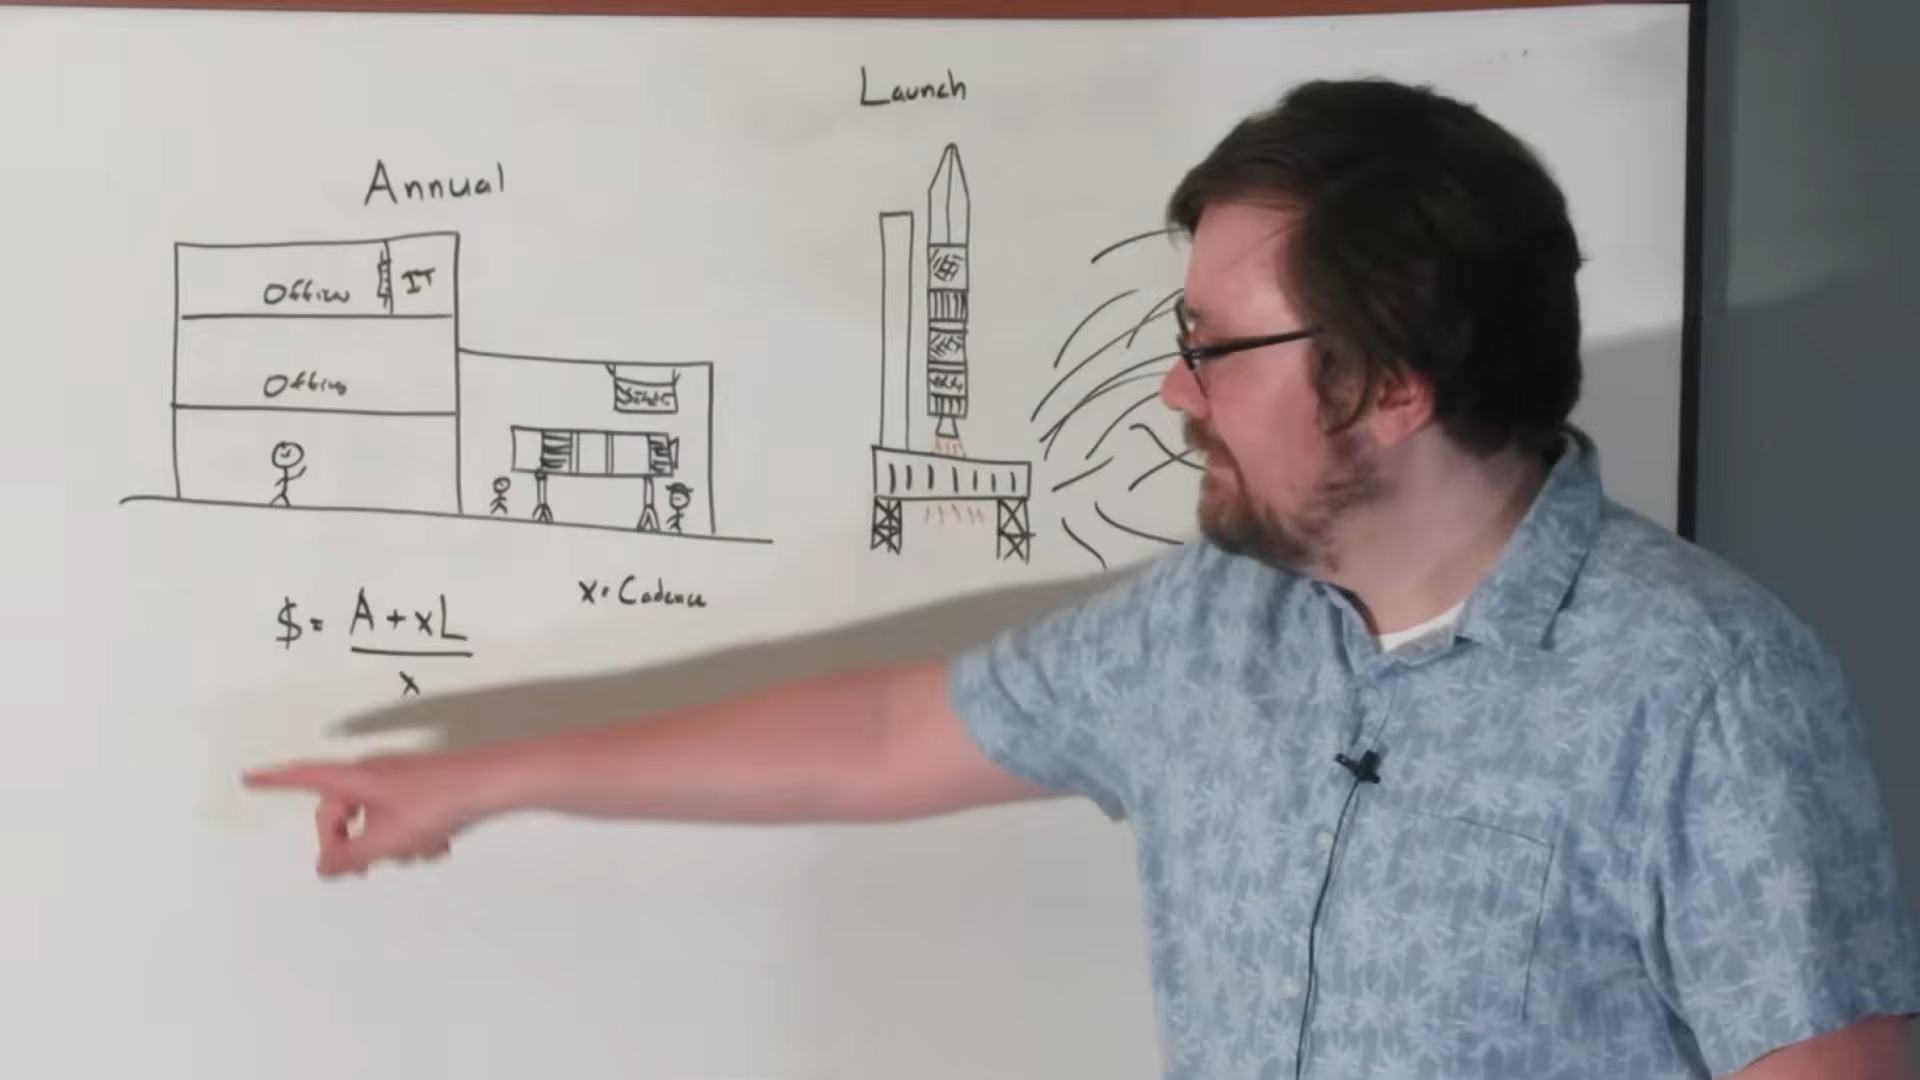 Launch
Annual
Office IT
Office
x = Cadence
$ = A + xL
x